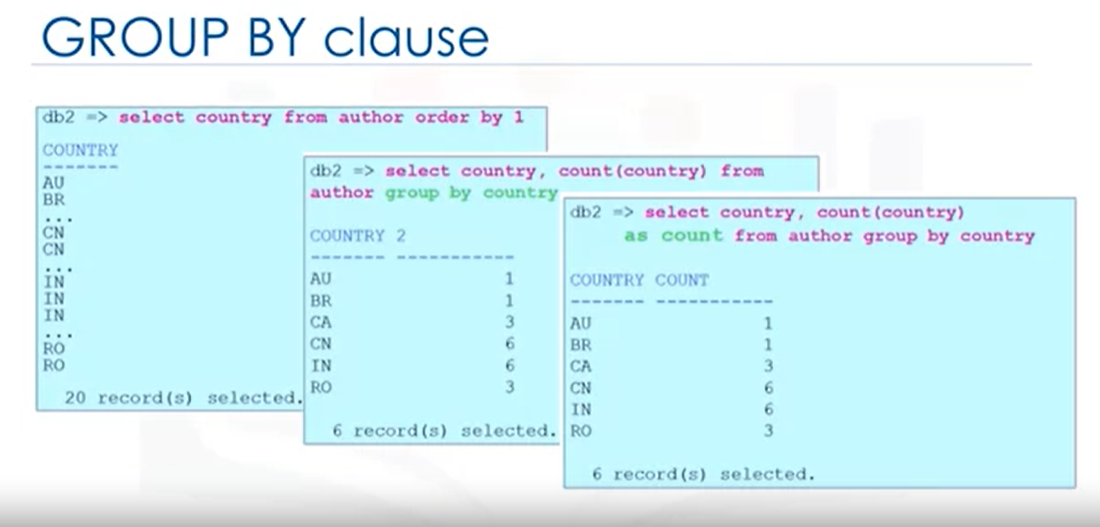 GROUP BY clause
db2 => select country from author order by 1
COUNTRY
-------
AU
BR
...
CN
CN
...
IN
IN
IN
...
RO
RO
20 record(s) selected.
db2 => select country, count(country) from
author group by country
COUNTRY 2
------- -----------
AU 1
BR 1
CA 3
CN 6
IN 6
RO 3
6 record(s) selected.
db2 => select country, count(country)
as count from author group by country
COUNTRY COUNT
------- -----------
AU 1
BR 1
CA 3
CN 6
IN 6
RO 3
6 record(s) selected.